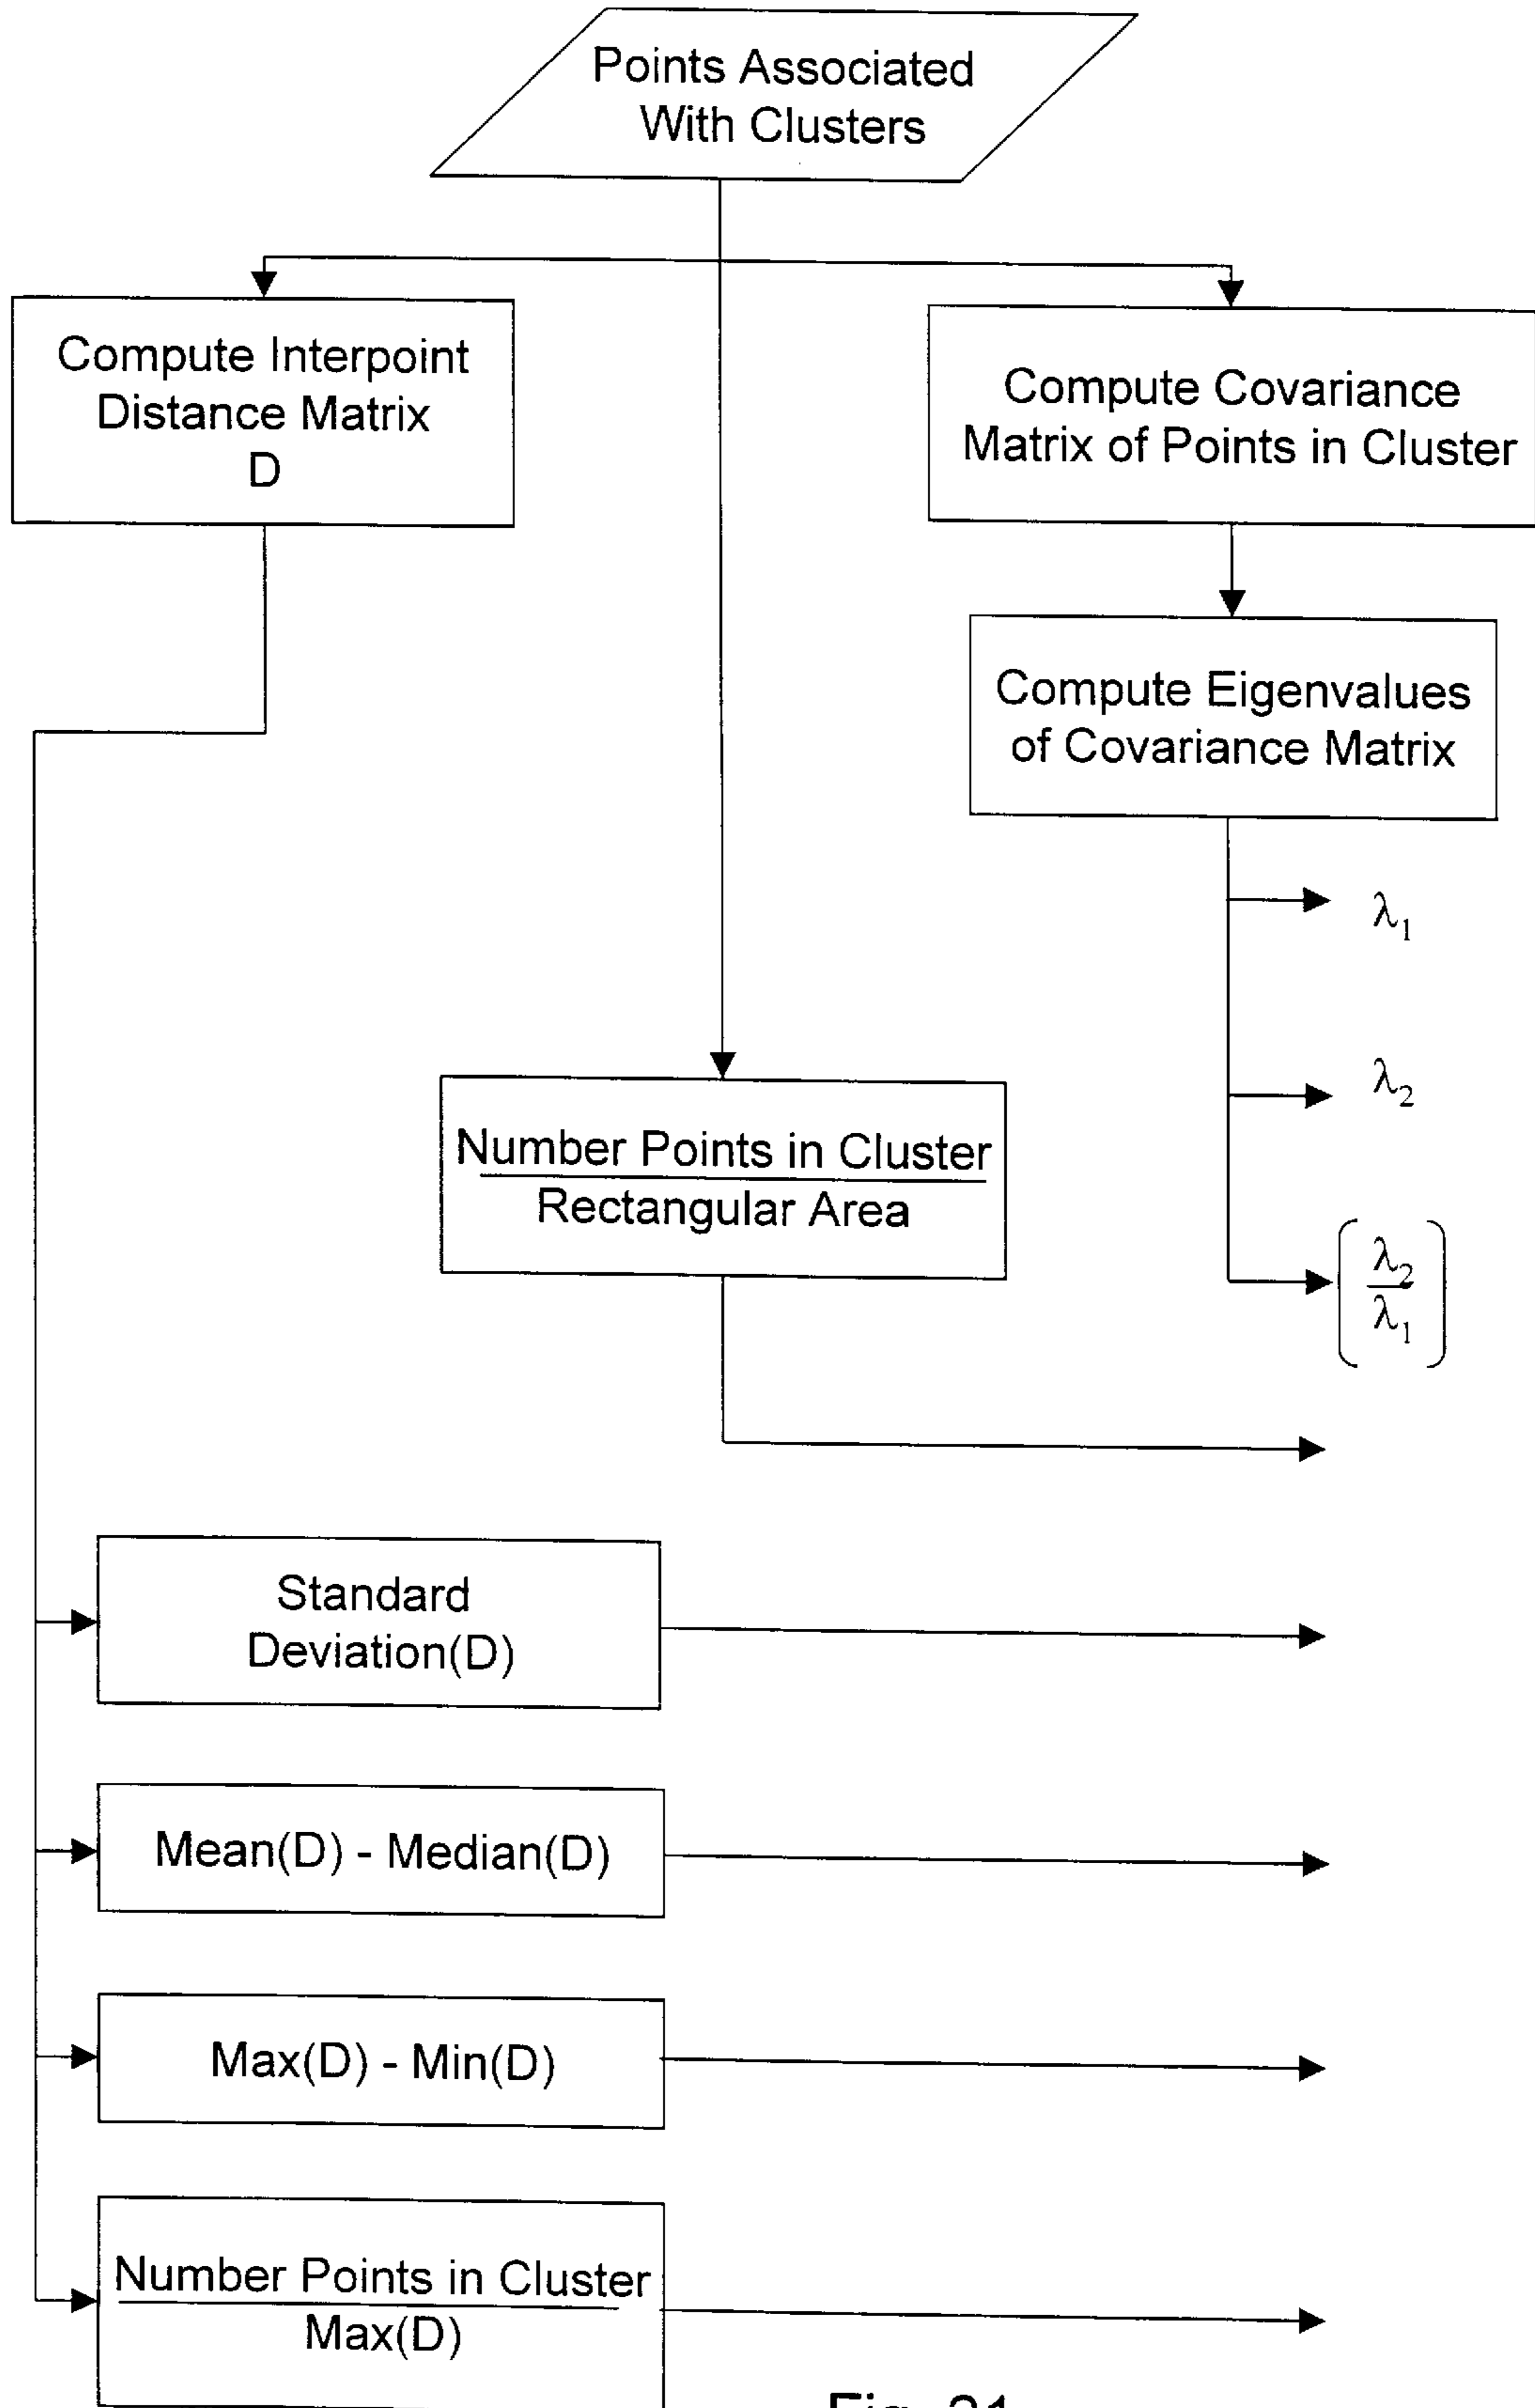 Points Associated
With Clusters
Compute Interpoint
Distance Matrix
D
Compute Covariance
Matrix of Points in Cluster
Compute Eigenvalues
of Covariance Matrix
λ₁
λ₂
Number Points in Cluster
Rectangular Area
λ₂
λ₁
Standard
Deviation(D)
Mean(D) - Median(D)
Max(D) - Min(D)
Number Points in Cluster
Max(D)
Fig. 21